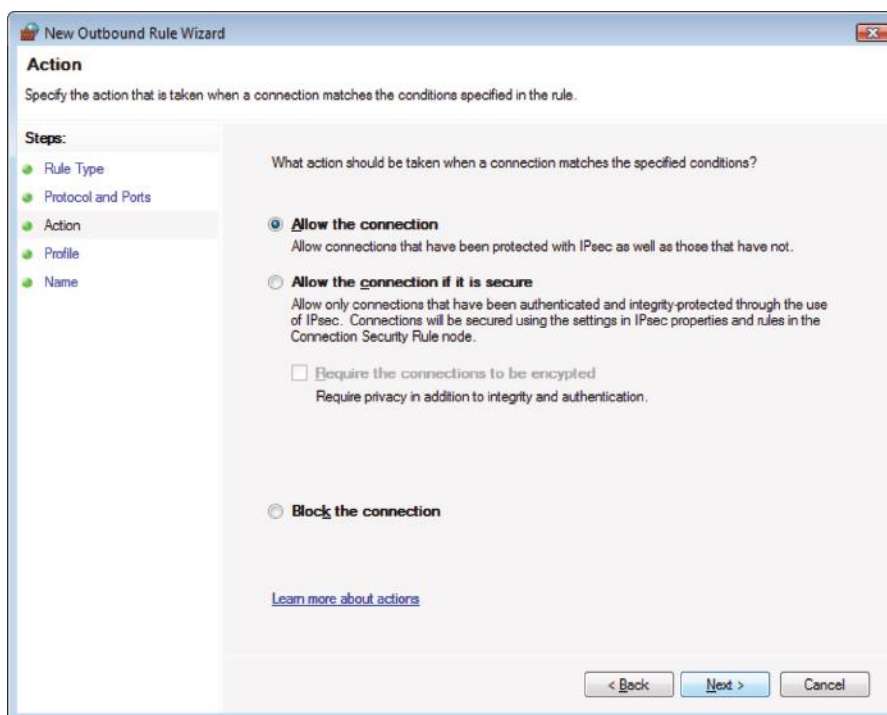 New Outbound Rule Wizard
Action
Specify the action that is taken when a connection matches the conditions specified in the rule.
Steps:
Rule Type
Protocol and Ports
Action
Profile
Name
What action should be taken when a connection matches the specified conditions?
Allow the connection
Allow connections that have been protected with IPsec as well as those that have not.
Allow the connection if it is secure
Allow only connections that have been authenticated and integrity-protected through the use
of IPsec. Connections will be secured using the settings in IPsec properties and rules in the
Connection Security Rule node.
Require the connections to be encrypted
Require privacy in addition to integrity and authentication.
Block the connection
Learn more about actions
< Back
Next >
Cancel